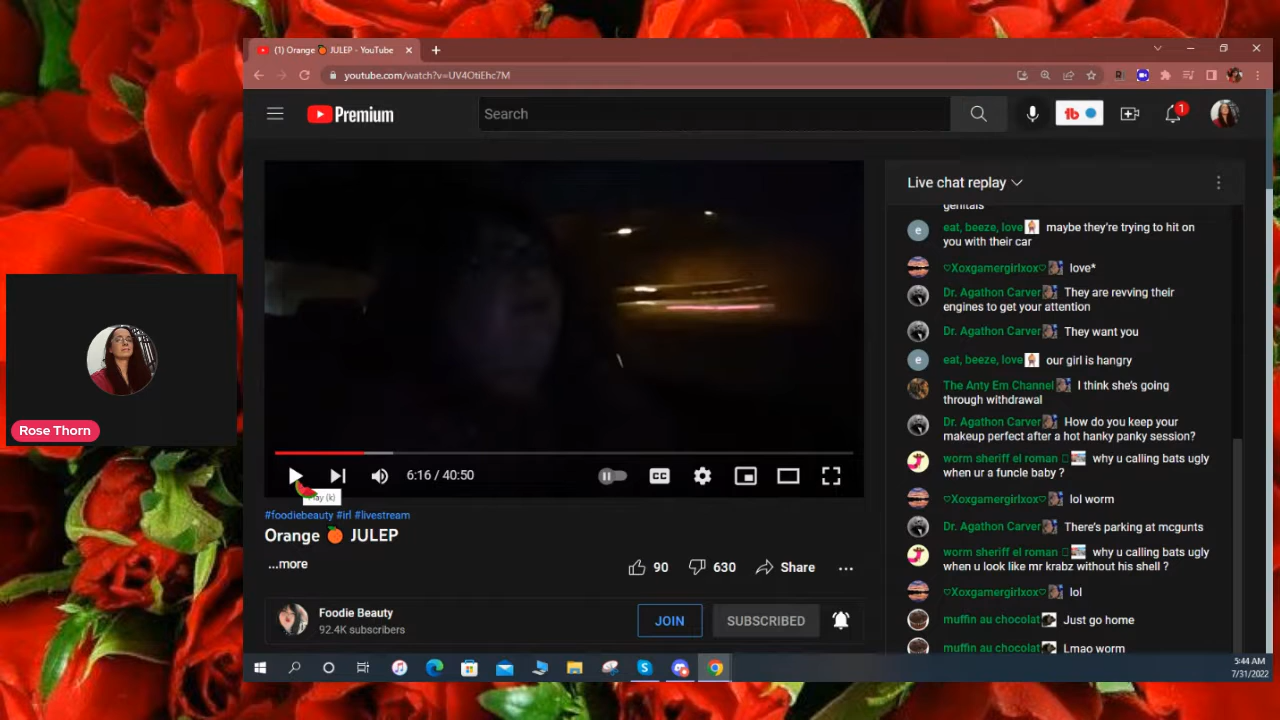 (1) Orange 🍊 JULEP - YouTube
youtube.com/watch?v=UV4OtiEhc7M
Premium
Search
1
Live chat replay
genitals
eat, beeze, love maybe they're trying to hit on
you with their car
♡Xoxgamergirlxox♡ love*
Dr. Agathon Carver They are revving their
engines to get your attention
Dr. Agathon Carver They want you
eat, beeze, love our girl is hangry
The Anty Em Channel I think she's going
through withdrawal
Dr. Agathon Carver How do you keep your
makeup perfect after a hot hanky panky session?
worm sheriff el roman why u calling bats ugly
when ur a funcle baby ?
♡Xoxgamergirlxox♡ lol worm
Dr. Agathon Carver There's parking at mcgunts
worm sheriff el roman why u calling bats ugly
when u look like mr krabz without his shell ?
♡Xoxgamergirlxox♡ lol
muffin au chocolat Just go home
muffin au chocolat Lmao worm
Rose Thorn
6:16 / 40:50
CC
Play (k)
#foodiebeauty #irl #livestream
Orange 🍊 JULEP
...more
90
630
Share
Foodie Beauty
92.4K subscribers
JOIN
SUBSCRIBED
5:44 AM
7/31/2022